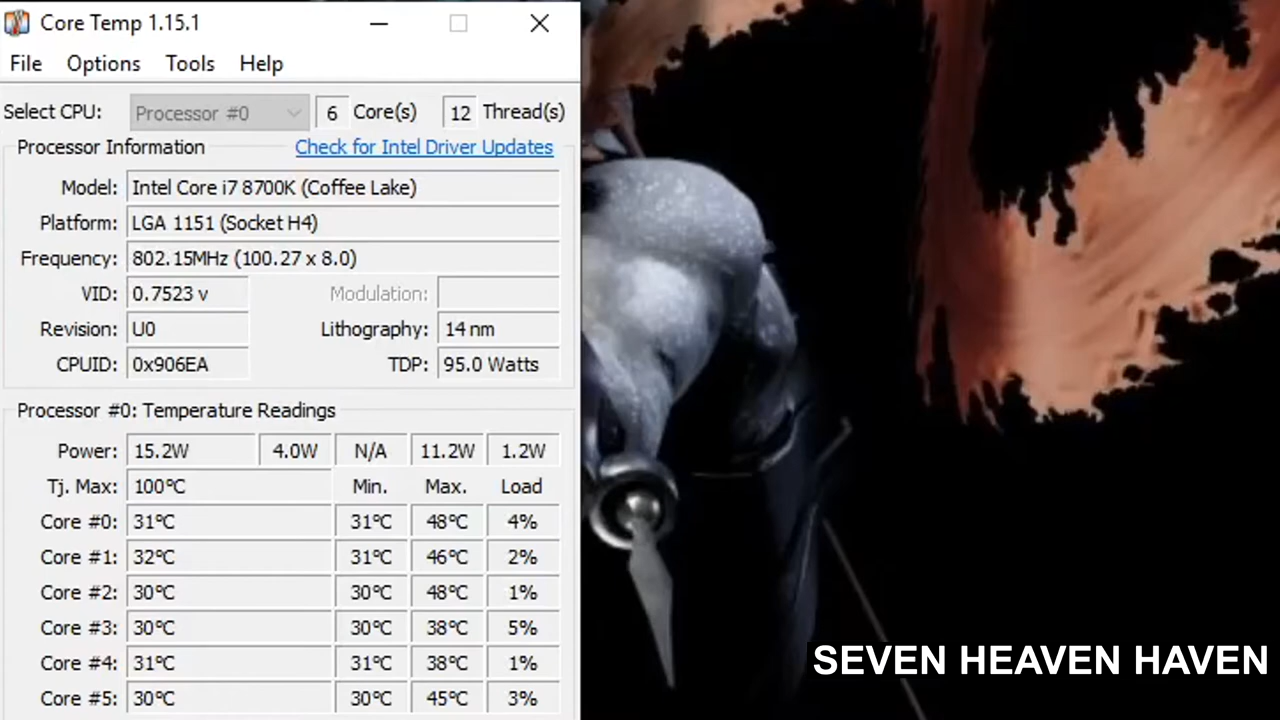 Core Temp 1.15.1
File Options Tools Help
Select CPU: Processor #0 6 Core(s) 12 Thread(s)
Processor Information Check for Intel Driver Updates
Model: Intel Core i7 8700K (Coffee Lake)
Platform: LGA 1151 (Socket H4)
Frequency: 802.15MHz (100.27 x 8.0)
VID: 0.7523 v Modulation:
Revision: U0 Lithography: 14 nm
CPUID: 0x906EA TDP: 95.0 Watts
Processor #0: Temperature Readings
Power: 15.2W 4.0W N/A 11.2W 1.2W
Tj. Max: 100°C Min. Max. Load
Core #0: 31°C 31°C 48°C 4%
Core #1: 32°C 31°C 46°C 2%
Core #2: 30°C 30°C 48°C 1%
Core #3: 30°C 30°C 38°C 5%
Core #4: 31°C 31°C 38°C 1%
Core #5: 30°C 30°C 45°C 3%
SEVEN HEAVEN HAVEN